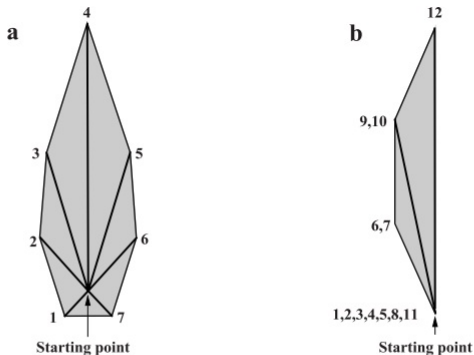 a
4
3
5
2
6
1
7
Starting point
b
12
9,10
6,7
1,2,3,4,5,8,11
Starting point